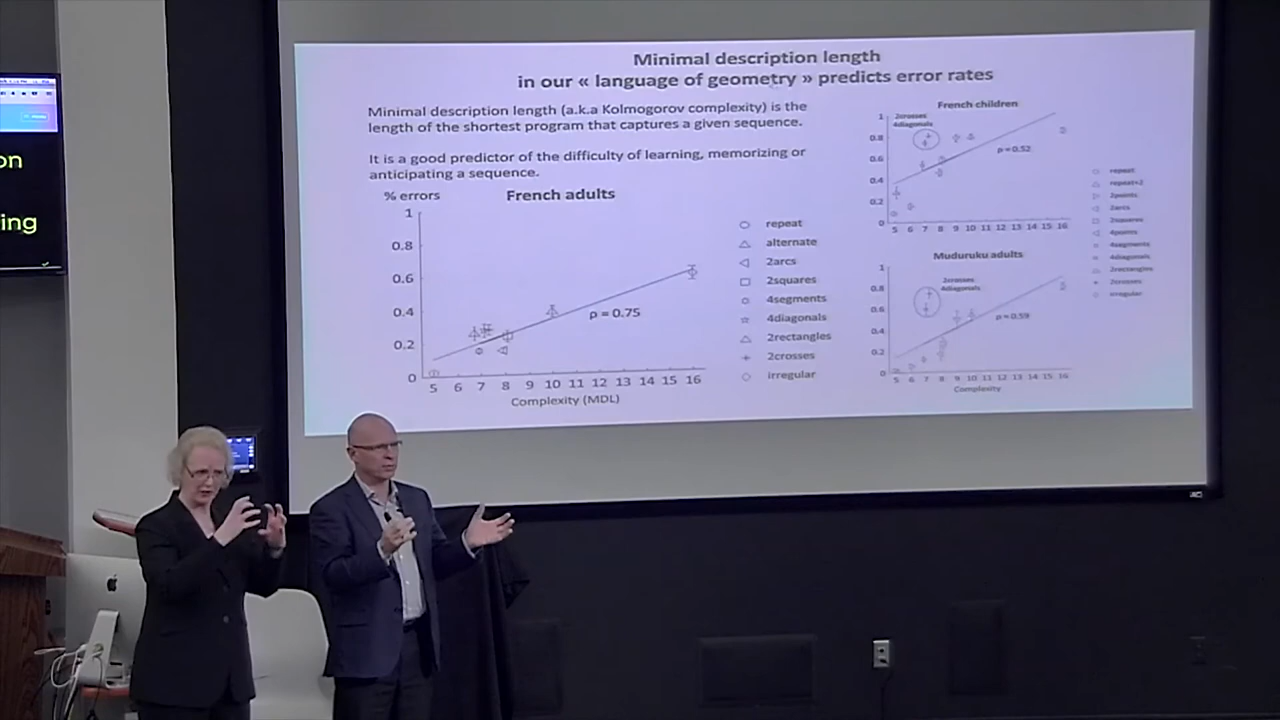 on
ing
Minimal description length
in our « language of geometry » predicts error rates
Minimal description length (a.k.a Kolmogorov complexity) is the
length of the shortest program that captures a given sequence.
It is a good predictor of the difficulty of learning, memorizing or
anticipating a sequence.
% errors
French adults
1
0.8
0.6
0.4
0.2
0
ρ = 0.75
5 6 7 8 9 10 11 12 13 14 15 16
Complexity (MDL)
repeat
alternate
2arcs
2squares
4segments
4diagonals
2rectangles
2crosses
irregular
French children
1
0.8
0.6
0.4
0.2
0
2crosses
4diagonals
ρ = 0.52
5 6 7 8 9 10 11 12 13 14 15 16
Muduruku adults
1
0.8
0.6
0.4
0.2
0
2crosses
4diagonals
ρ = 0.59
5 6 7 8 9 10 11 12 13 14 15 16
Complexity
repeat
repeat+2
2points
2arcs
2squares
4points
4segments
4diagonals
2rectangles
2crosses
irregular